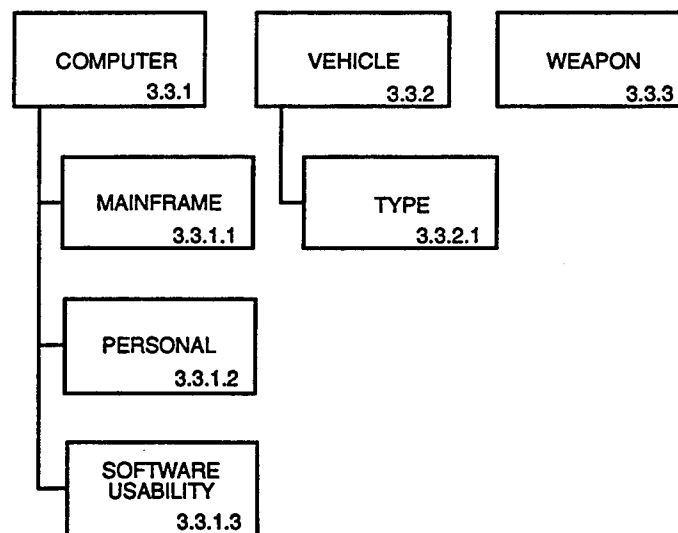 COMPUTER
3.3.1
VEHICLE
3.3.2
WEAPON
3.3.3
MAINFRAME
3.3.1.1
TYPE
3.3.2.1
PERSONAL
3.3.1.2
SOFTWARE
USABILITY
3.3.1.3